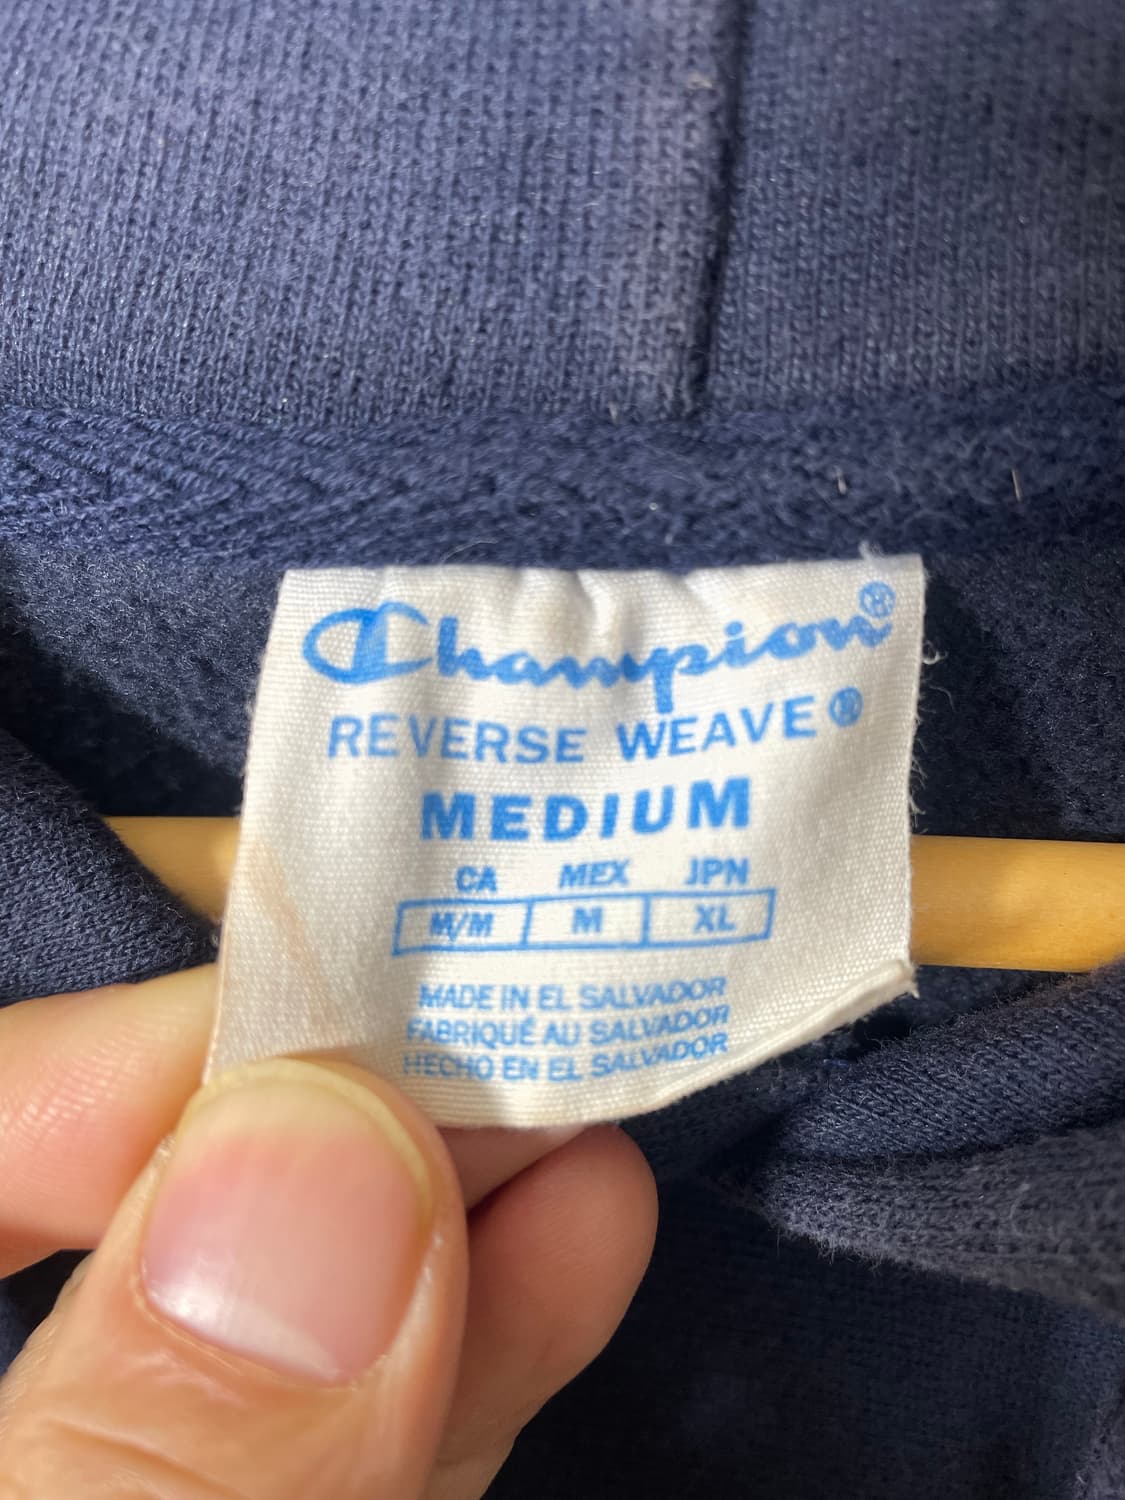 Champion®
REVERSE WEAVE®
MEDIUM
CA MEX JPN
M/M M XL
MADE IN EL SALVADOR
FABRIQUÉ AU SALVADOR
HECHO EN EL SALVADOR